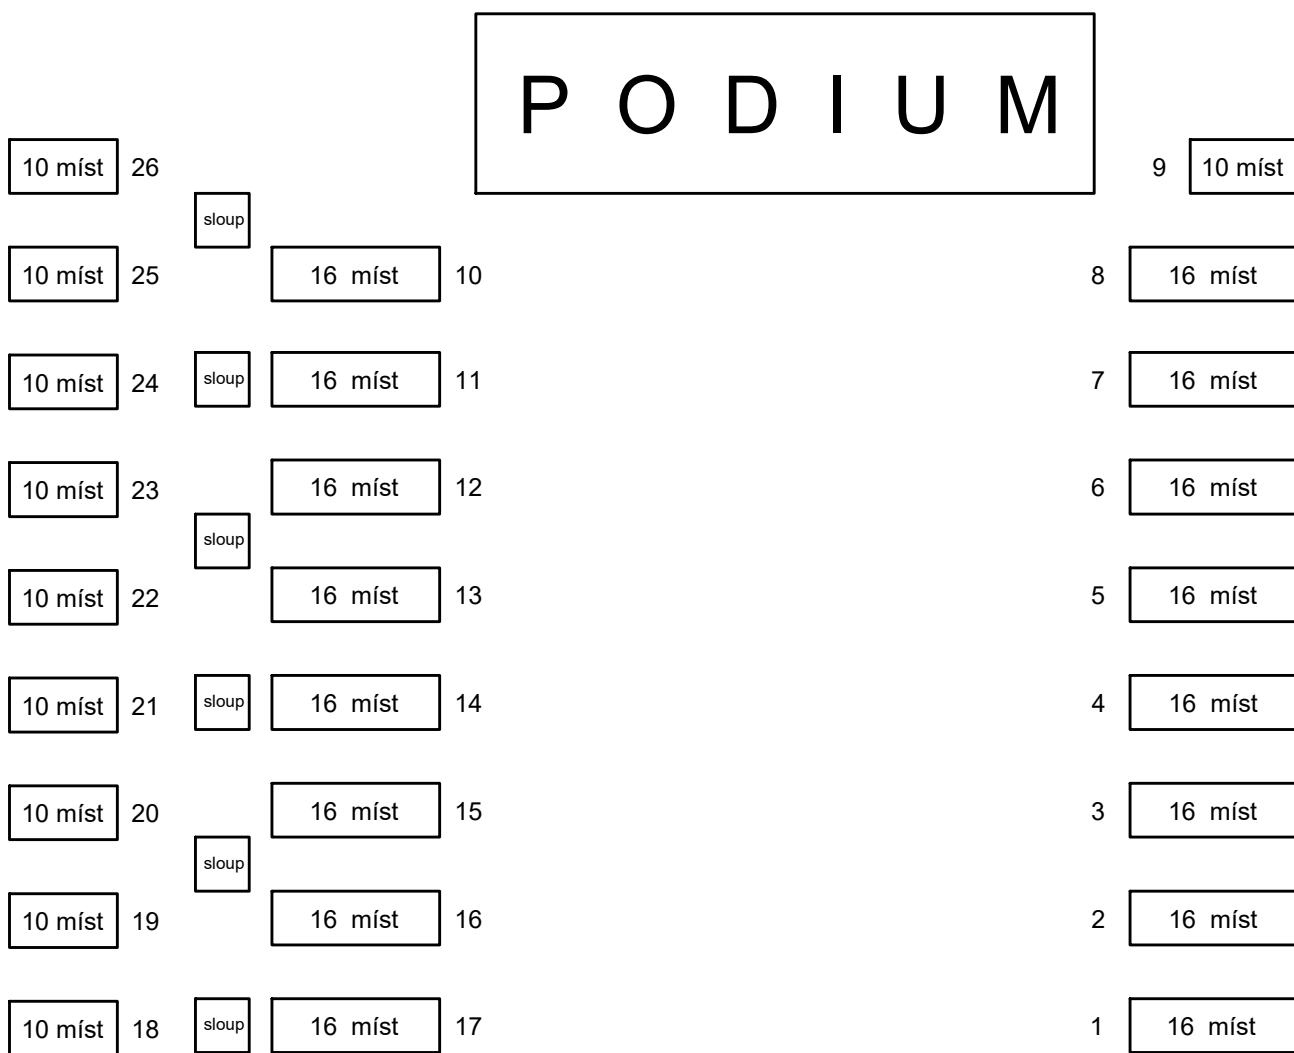 P O D I U M
10 míst 26 9 10 míst
sloup
10 míst 25 16 míst 10 8 16 míst
10 míst 24 sloup 16 míst 11 7 16 míst
10 míst 23 16 míst 12 6 16 míst
sloup
10 míst 22 16 míst 13 5 16 míst
10 míst 21 sloup 16 míst 14 4 16 míst
10 míst 20 16 míst 15 3 16 míst
sloup
10 míst 19 16 míst 16 2 16 míst
10 míst 18 sloup 16 míst 17 1 16 míst